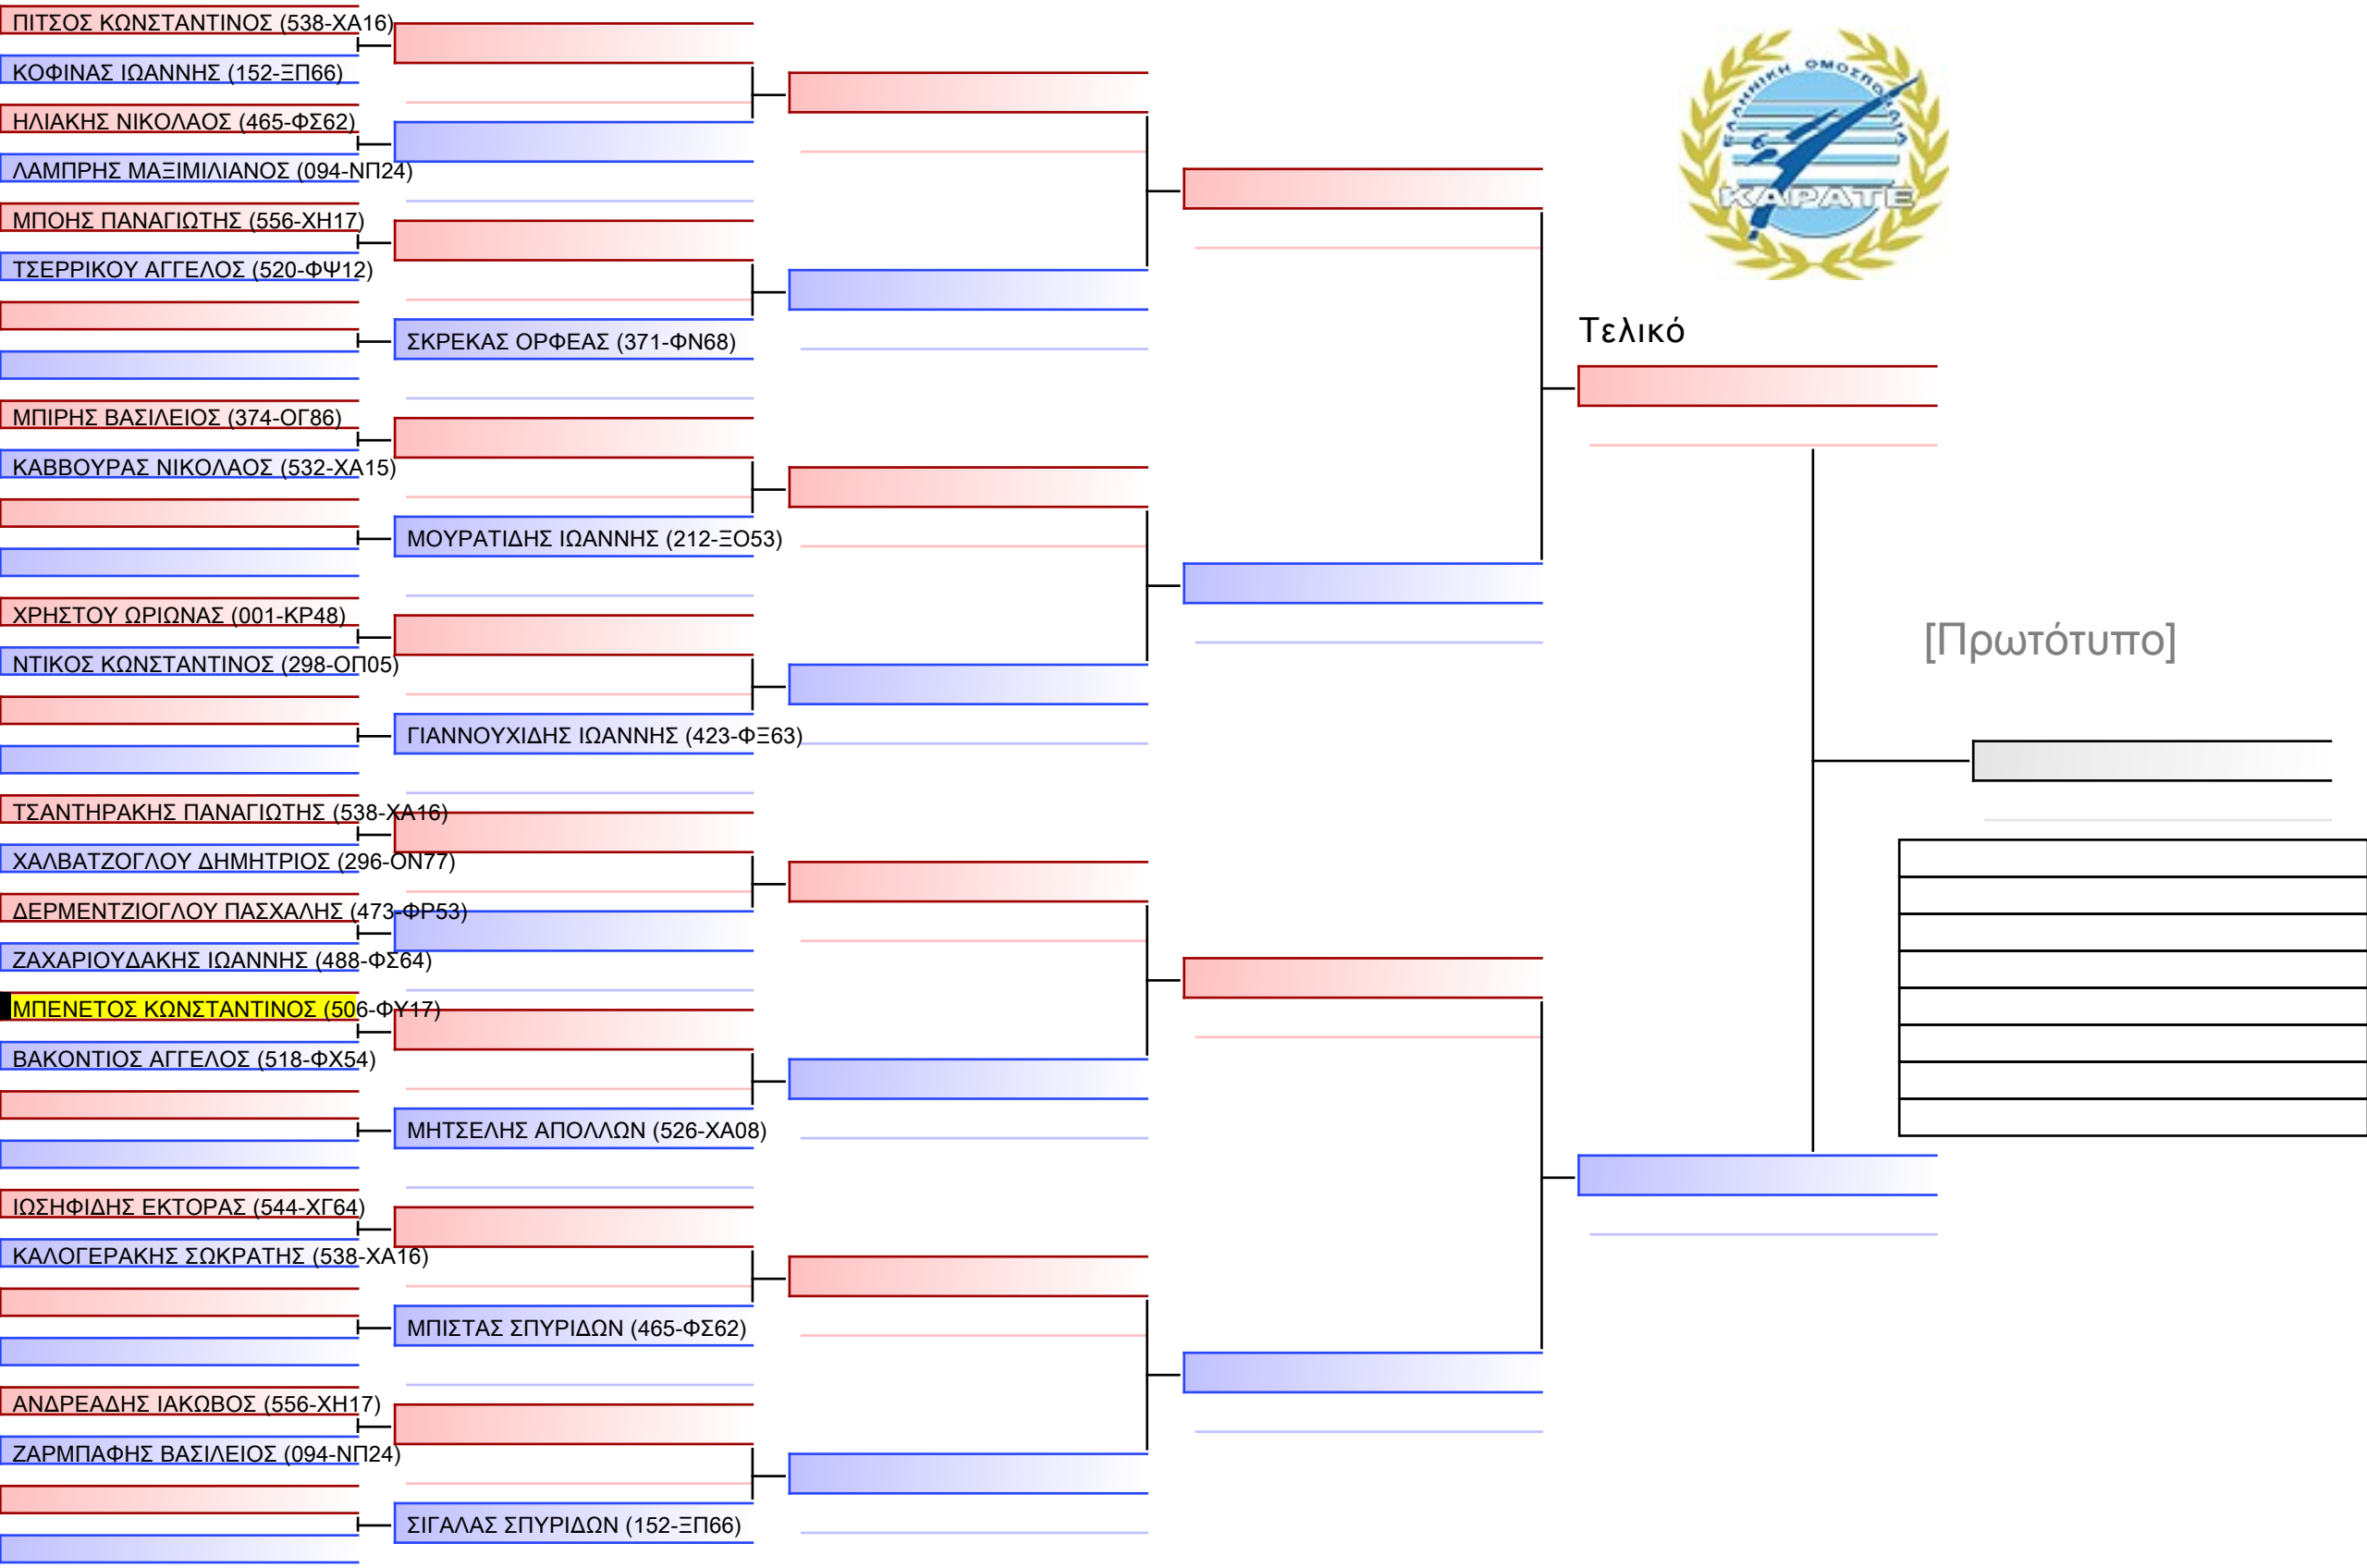 ΠΙΤΣΟΣ ΚΩΝΣΤΑΝΤΙΝΟΣ (538-ΧΑ16)
ΚΟΦΙΝΑΣ ΙΩΑΝΝΗΣ (152-ΞΠ66)
ΗΛΙΑΚΗΣ ΝΙΚΟΛΑΟΣ (465-ΦΣ62)
ΛΑΜΠΡΗΣ ΜΑΞΙΜΙΛΙΑΝΟΣ (094-ΝΠ24)
ΜΠΟΗΣ ΠΑΝΑΓΙΩΤΗΣ (556-ΧΗ17)
ΤΣΕΡΡΙΚΟΥ ΑΓΓΕΛΟΣ (520-ΦΨ12)
ΣΚΡΕΚΑΣ ΟΡΦΕΑΣ (371-ΦΝ68)
ΜΠΙΡΗΣ ΒΑΣΙΛΕΙΟΣ (374-ΟΓ86)
ΚΑΒΒΟΥΡΑΣ ΝΙΚΟΛΑΟΣ (532-ΧΑ15)
ΜΟΥΡΑΤΙΔΗΣ ΙΩΑΝΝΗΣ (212-ΞΟ53)
ΧΡΗΣΤΟΥ ΩΡΙΩΝΑΣ (001-ΚΡ48)
ΝΤΙΚΟΣ ΚΩΝΣΤΑΝΤΙΝΟΣ (298-ΟΠ05)
ΓΙΑΝΝΟΥΧΙΔΗΣ ΙΩΑΝΝΗΣ (423-ΦΞ63)
ΤΣΑΝΤΗΡΑΚΗΣ ΠΑΝΑΓΙΩΤΗΣ (538-ΧΑ16)
ΧΑΛΒΑΤΖΟΓΛΟΥ ΔΗΜΗΤΡΙΟΣ (296-ΟΝ77)
ΔΕΡΜΕΝΤΖΙΟΓΛΟΥ ΠΑΣΧΑΛΗΣ (473-ΦΡ53)
ΖΑΧΑΡΙΟΥΔΑΚΗΣ ΙΩΑΝΝΗΣ (488-ΦΣ64)
ΜΠΕΝΕΤΟΣ ΚΩΝΣΤΑΝΤΙΝΟΣ (506-ΦΥ17)
ΒΑΚΟΝΤΙΟΣ ΑΓΓΕΛΟΣ (518-ΦΧ54)
ΜΗΤΣΕΛΗΣ ΑΠΟΛΛΩΝ (526-ΧΑ08)
ΙΩΣΗΦΙΔΗΣ ΕΚΤΟΡΑΣ (544-ΧΓ64)
ΚΑΛΟΓΕΡΑΚΗΣ ΣΩΚΡΑΤΗΣ (538-ΧΑ16)
ΜΠΙΣΤΑΣ ΣΠΥΡΙΔΩΝ (465-ΦΣ62)
ΑΝΔΡΕΑΔΗΣ ΙΑΚΩΒΟΣ (556-ΧΗ17)
ΖΑΡΜΠΑΦΗΣ ΒΑΣΙΛΕΙΟΣ (094-ΝΠ24)
ΣΙΓΑΛΑΣ ΣΠΥΡΙΔΩΝ (152-ΞΠ66)
ΕΛΛΗΝΙΚΗ ΟΜΟΣΠΟΝΔΙΑ
ΚΑΡΑΤΕ
Τελικό
[Πρωτότυπο]